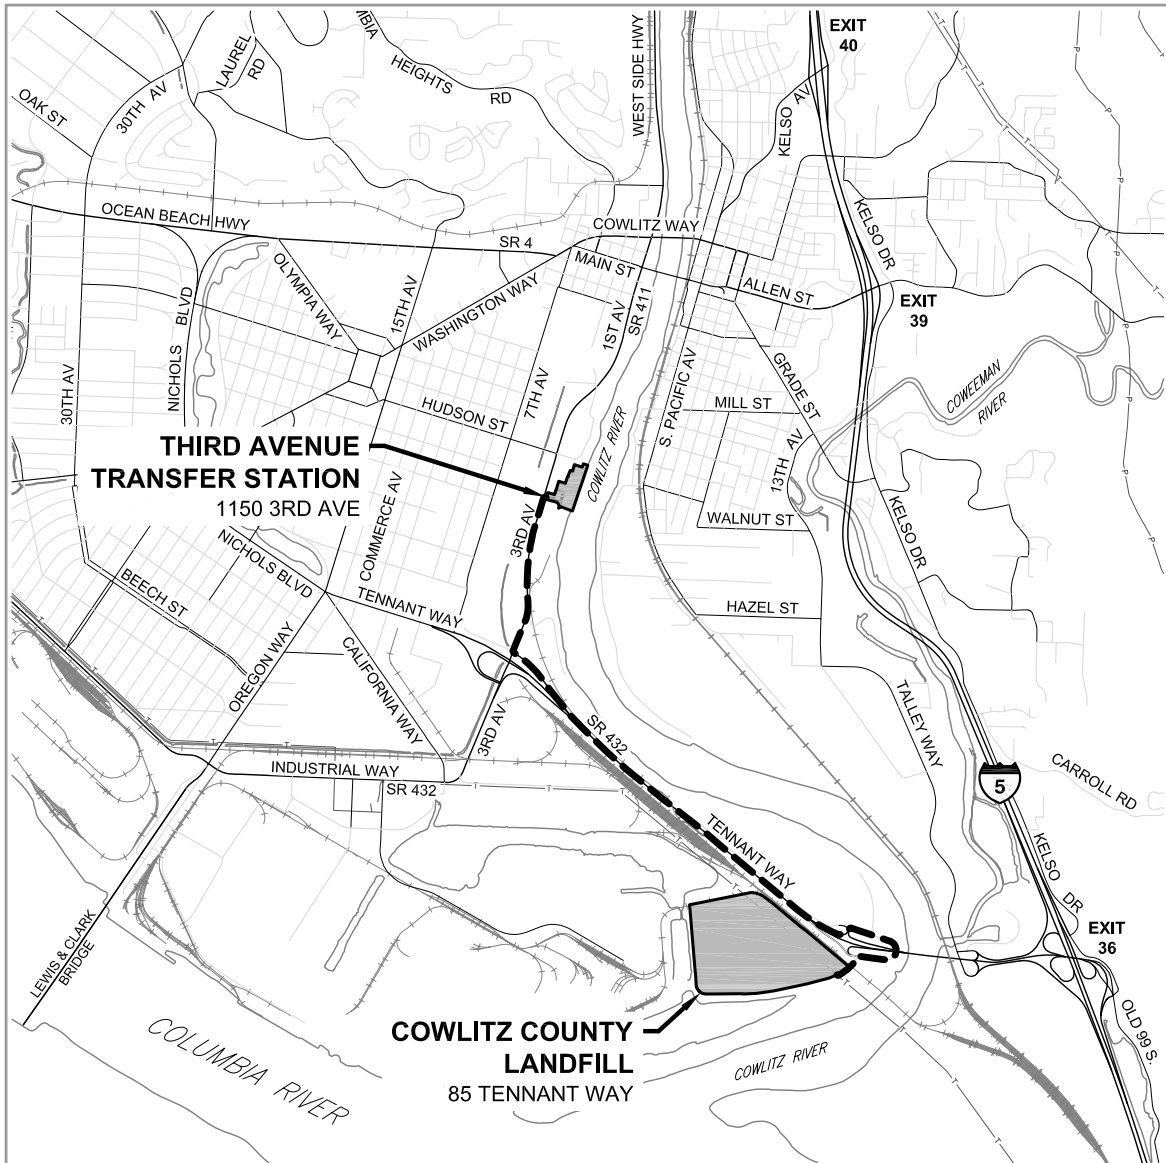 EXIT
40
LAUREL
RD
30TH AV
OAK ST
HEIGHTS
RD
WEST SIDE HWY
KELSO AV
OCEAN BEACH HWY
SR 4
COWLITZ WAY
KELSO DR
MAIN ST
ALLEN ST
EXIT
39
OLYMPIA WAY
15TH AV
WASHINGTON WAY
1ST AV
SR 411
NICHOLS
BLVD
30TH AV
7TH AV
HUDSON ST
S. PACIFIC AV
MILL ST
GRADE ST
COWEEMAN
RIVER
13TH AV
COWLITZ RIVER
THIRD AVENUE
TRANSFER STATION
1150 3RD AVE
COMMERCE AV
3RD AV
WALNUT ST
KELSO DR
NICHOLS BLVD
BEECH ST
TENNANT WAY
HAZEL ST
OREGON WAY
CALIFORNIA WAY
3RD AV
SR 432
TALLEY WAY
INDUSTRIAL WAY
SR 432
5
CARROLL RD
TENNANT WAY
KELSO
DR
EXIT
36
LEWIS & CLARK
BRIDGE
OLD 99 S.
COWLITZ COUNTY
LANDFILL
85 TENNANT WAY
COLUMBIA RIVER
COWLITZ RIVER